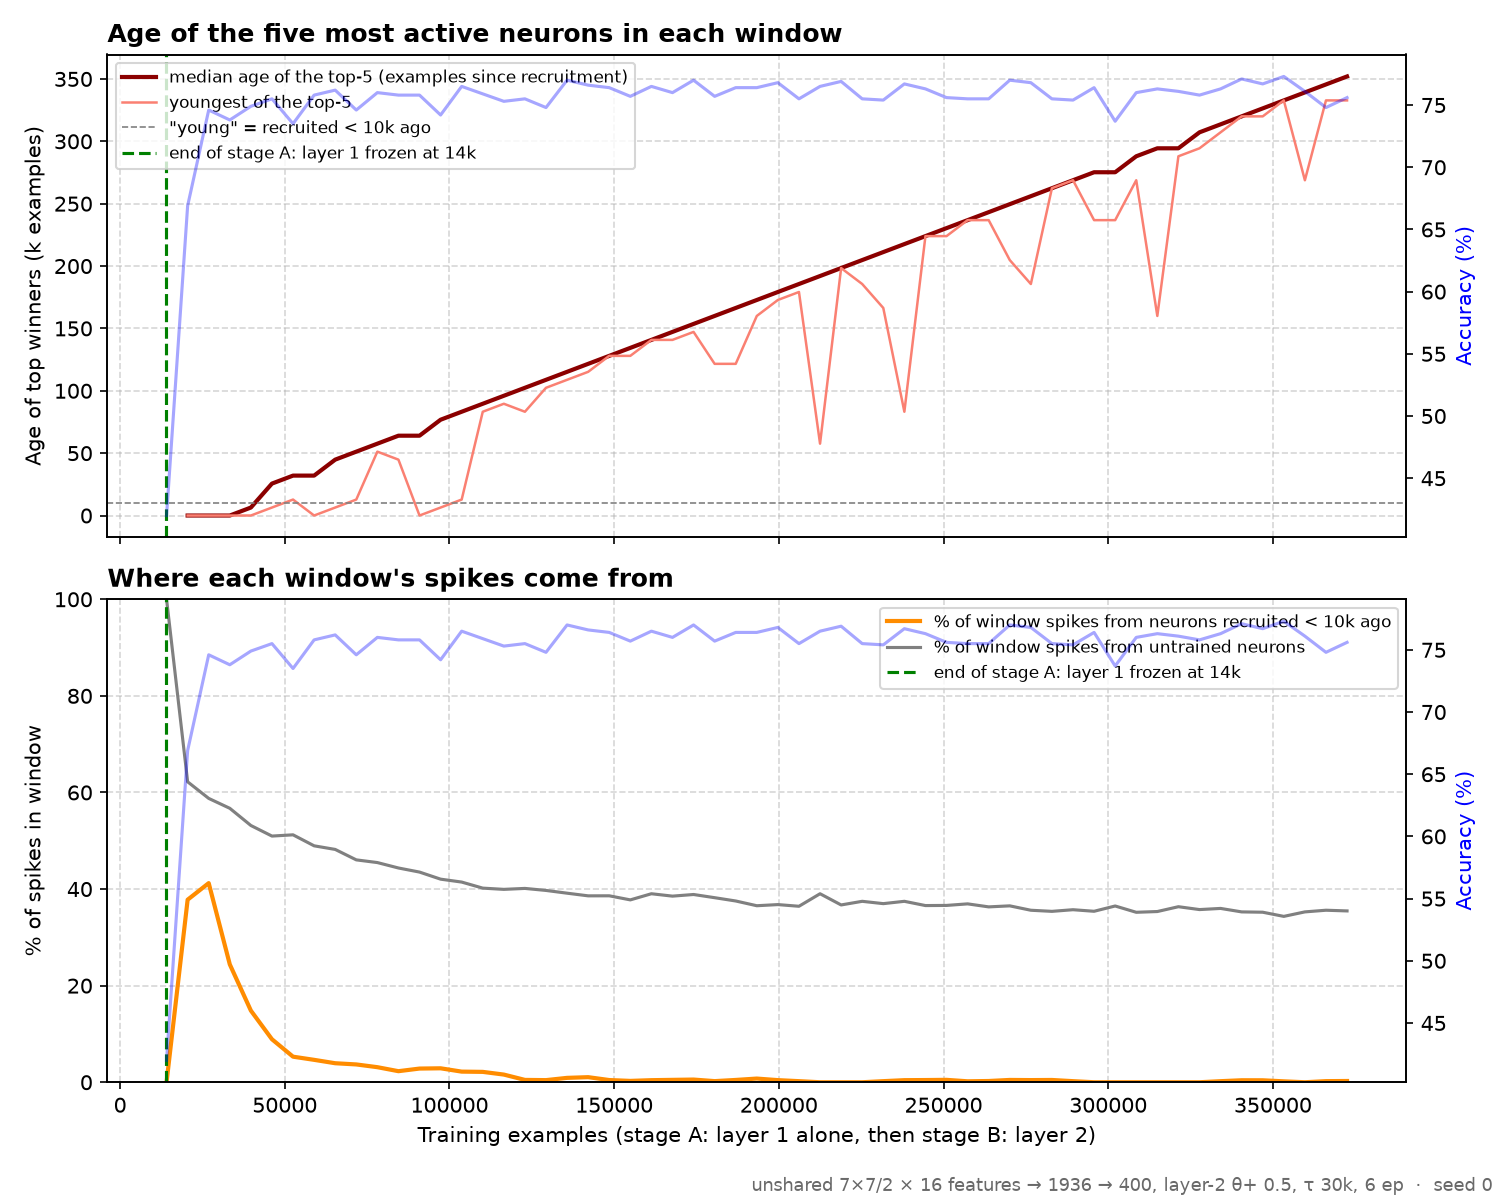 Age of the five most active neurons in each window
median age of the top-5 (examples since recruitment)
youngest of the top-5
"young" = recruited < 10k ago
end of stage A: layer 1 frozen at 14k
Age of top winners (k examples)
350
300
250
200
150
100
50
0
75
70
65
60
55
50
45
Accuracy (%)
Where each window's spikes come from
% of window spikes from neurons recruited < 10k ago
% of window spikes from untrained neurons
end of stage A: layer 1 frozen at 14k
% of spikes in window
100
80
60
40
20
0
75
70
65
60
55
50
45
Accuracy (%)
0 50000 100000 150000 200000 250000 300000 350000
Training examples (stage A: layer 1 alone, then stage B: layer 2)
unshared 7×7/2 × 16 features → 1936 → 400, layer-2 θ+ 0.5, τ 30k, 6 ep · seed 0